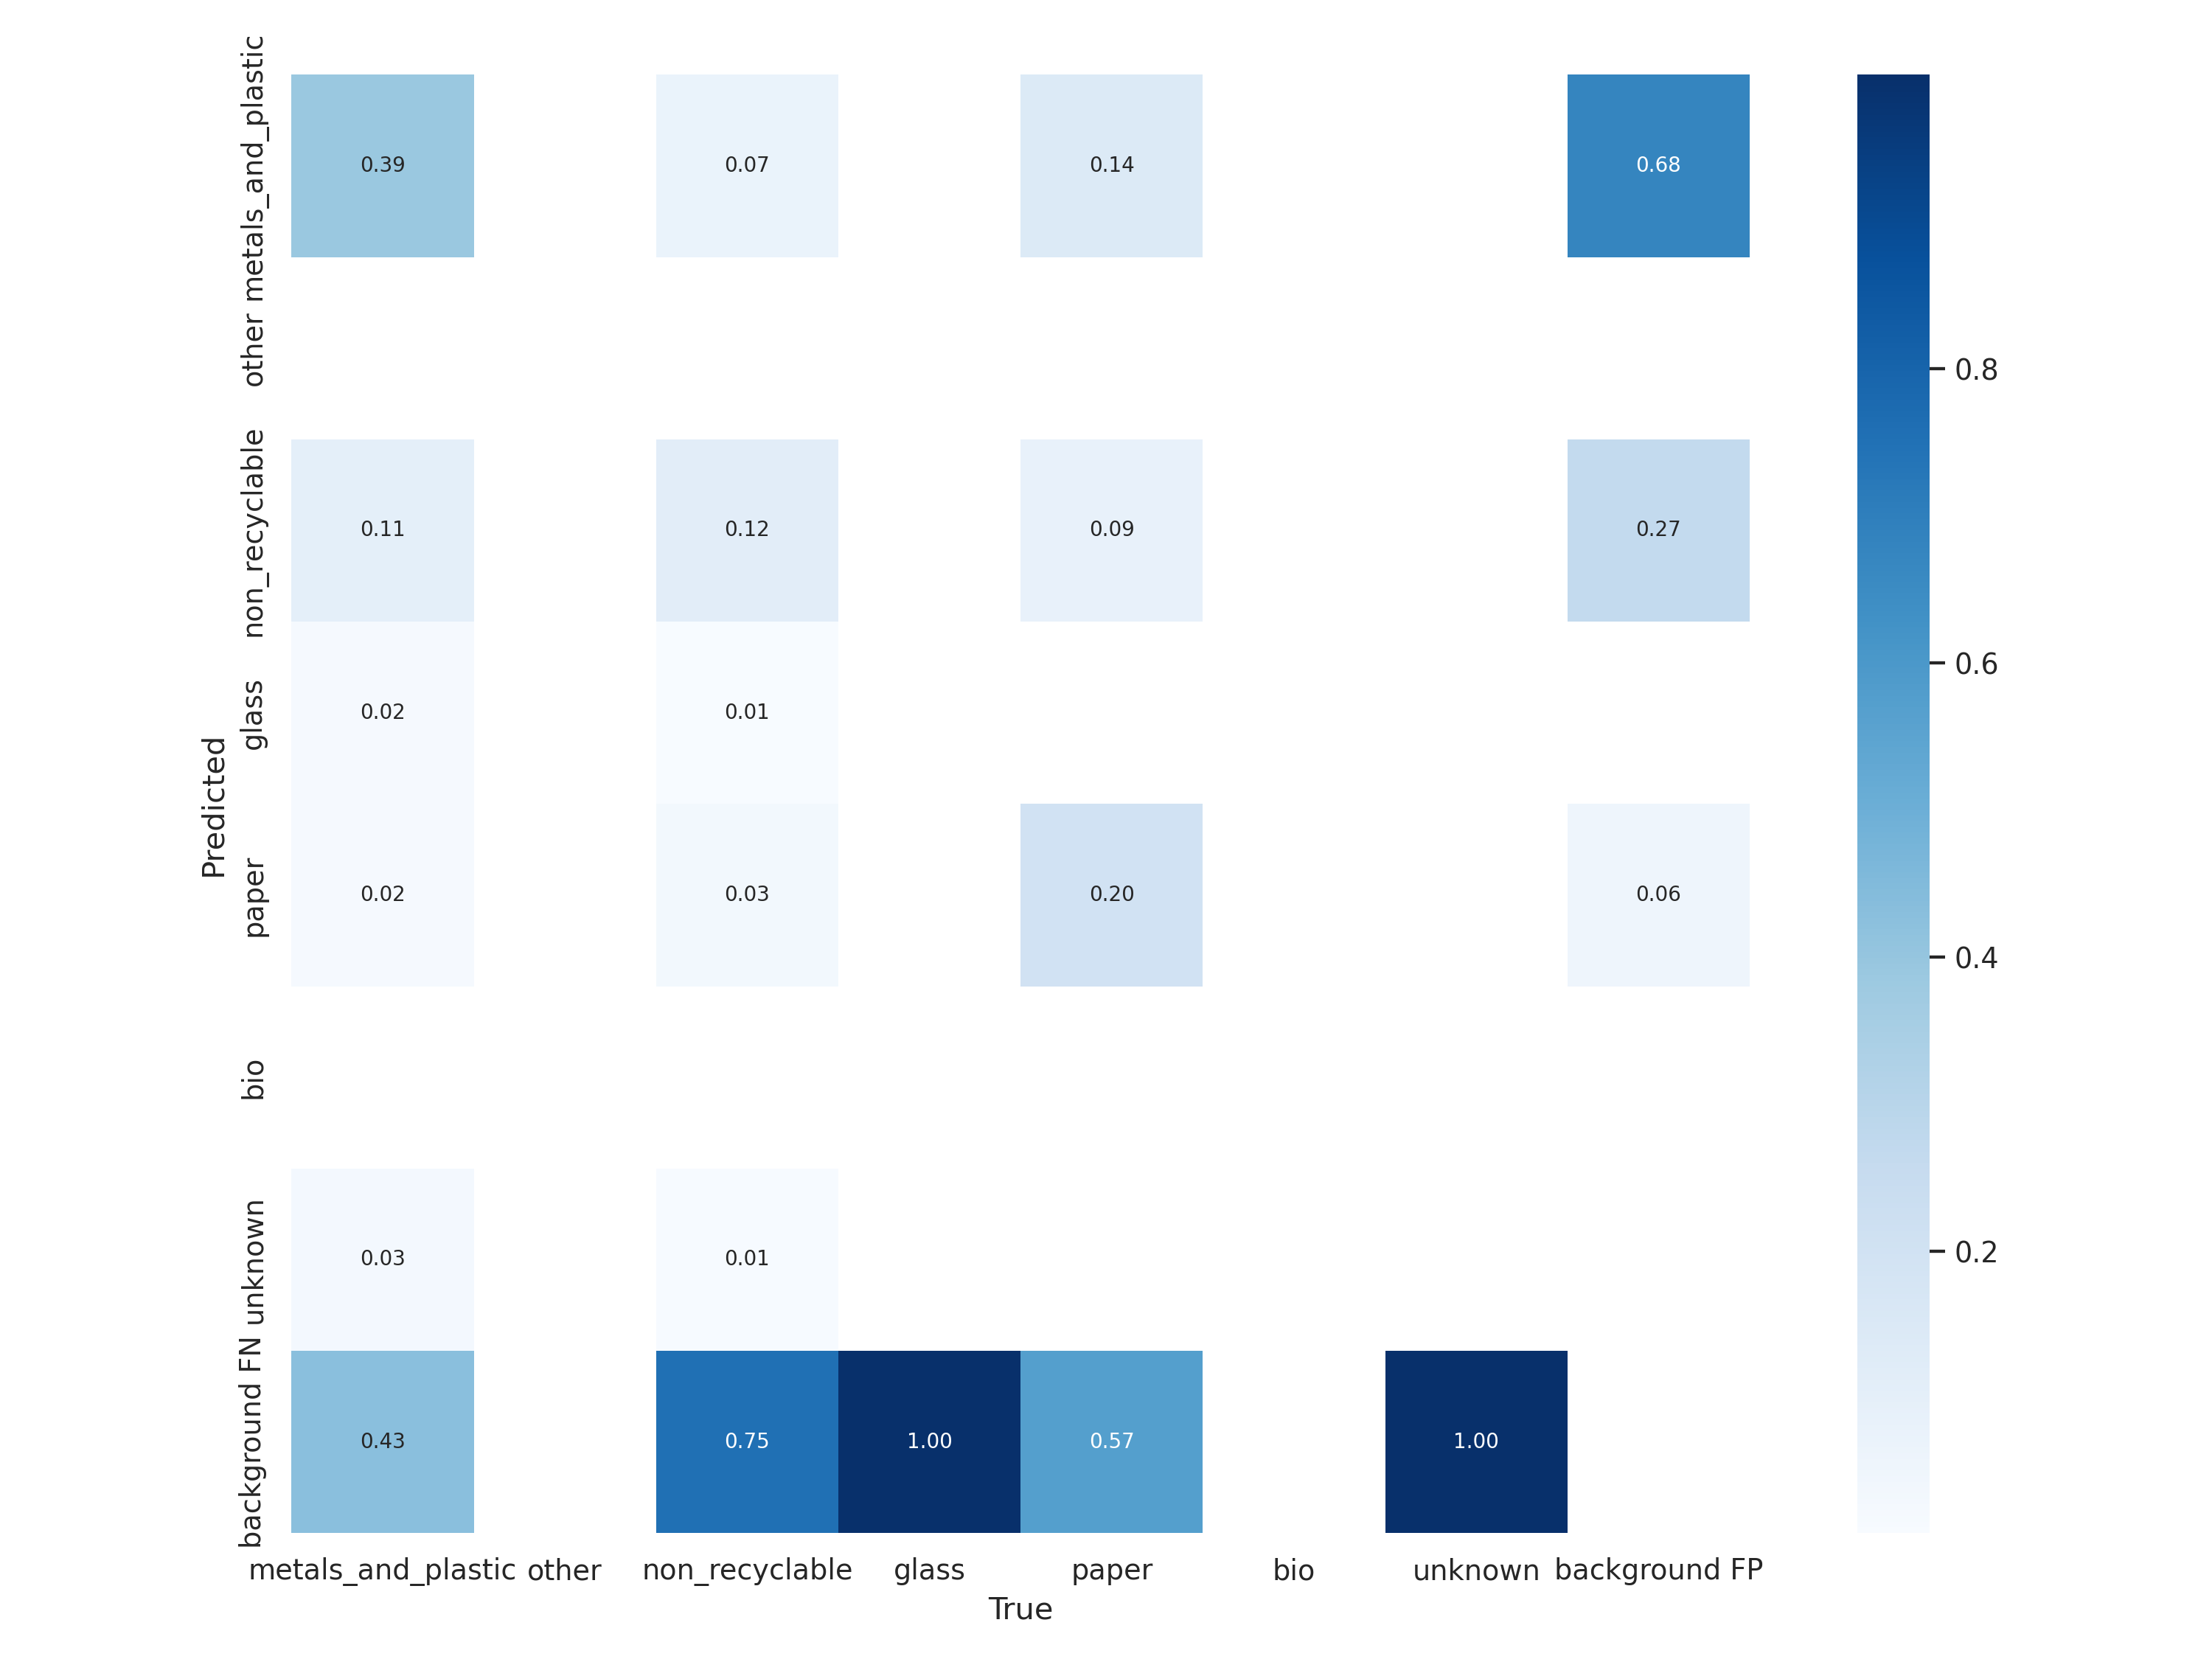 metals_and_plastic
0.39 0.07 0.14 0.68
other
0.8
non_recyclable
0.11 0.12 0.09 0.27
0.6
glass
0.02 0.01
Predicted
paper
0.02 0.03 0.20 0.06
0.4
bio
unknown
0.03 0.01
0.2
background FN
0.43 0.75 1.00 0.57 1.00
metals_and_plastic other non_recyclable glass paper bio unknown background FP
True